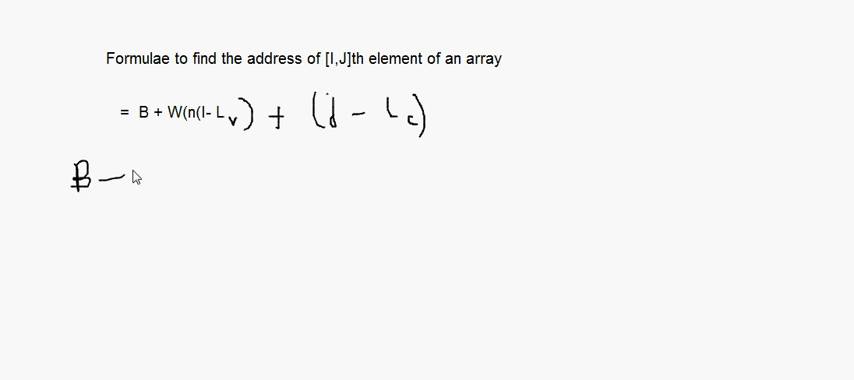 Formulae to find the address of [I,J]th element of an array
= B + W(n(I- Lr) + (j - Lc)
B —